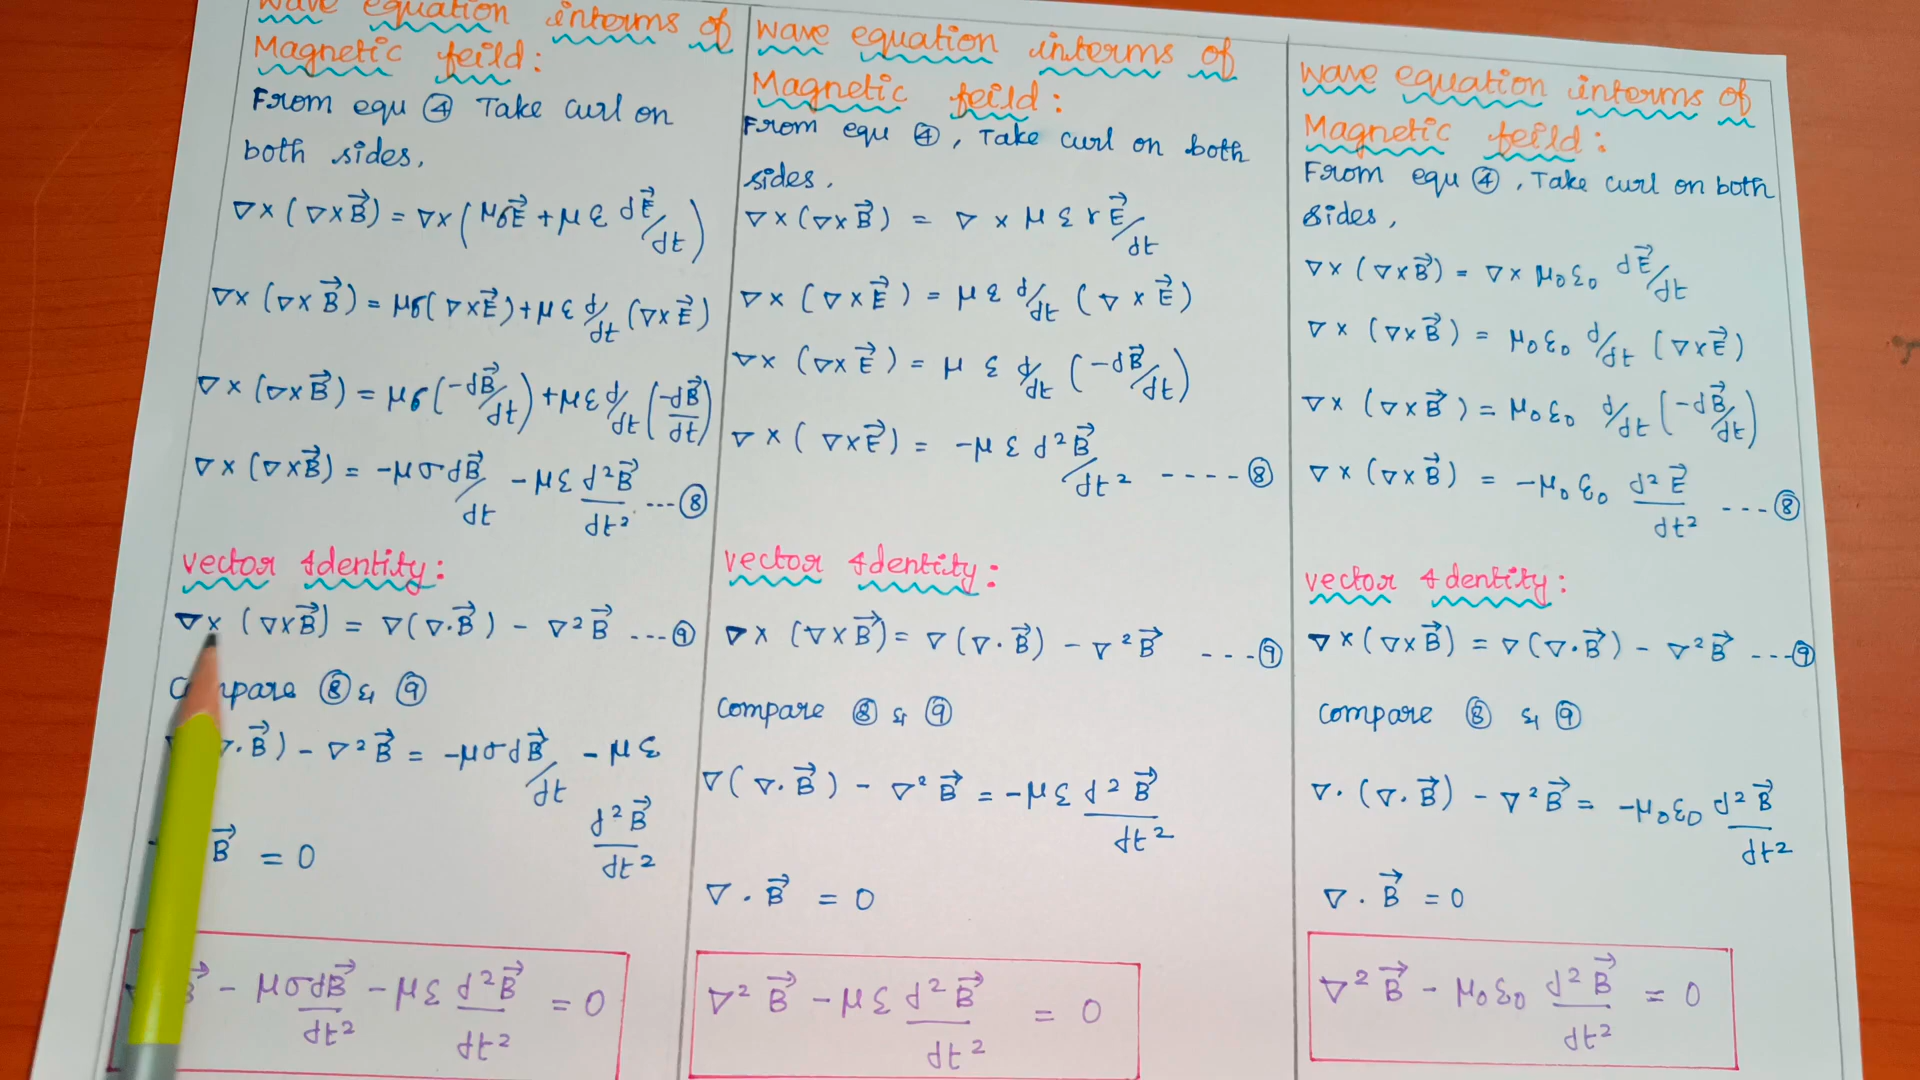 wave equation interms of
Magnetic feild:
From equ ④ Take curl on
both sides,
∇×(∇×B⃗) = ∇×(μσE⃗ + με dE⃗/dt)
∇×(∇×B⃗) = μσ(∇×E⃗) + με d/dt (∇×E⃗)
∇×(∇×B⃗) = μσ(-dB⃗/dt) + με d/dt (-dB⃗/dt)
∇×(∇×B⃗) = -μσ dB⃗/dt - με d²B⃗/dt² ---⑧
vector Identity:
∇×(∇×B⃗) = ∇(∇.B⃗) - ∇²B⃗ ---⑨
⑧ & ⑨
.B⃗) - ∇²B⃗ = -μσ dB⃗/dt - με
d²B⃗/dt²
B⃗ = 0
- μσdB⃗/dt² - με d²B⃗/dt² = 0
wave equation interms of
Magnetic feild:
From equ ④, Take curl on both
sides.
∇×(∇×B⃗) = ∇ × μ ε r E⃗/dt
∇×(∇×E⃗) = με d/dt (∇×E⃗)
∇×(∇×E⃗) = μ ε d/dt (-dB⃗/dt)
∇×(∇×E⃗) = -μ ε d²B⃗/dt² ----⑧
vector Identity:
∇×(∇×B⃗) = ∇(∇.B⃗) - ∇²B⃗ ---⑨
compare ⑧ & ⑨
∇(∇.B⃗) - ∇²B⃗ = -με d²B⃗/dt²
∇.B⃗ = 0
∇²B⃗ - με d²B⃗/dt² = 0
wave equation interms of
Magnetic feild:
From equ ④, Take curl on both
sides,
∇×(∇×B⃗) = ∇× μ₀ε₀ dE⃗/dt
∇×(∇×B⃗) = μ₀ε₀ d/dt (∇×E⃗)
∇×(∇×B⃗) = μ₀ε₀ d/dt (-dB⃗/dt)
∇×(∇×B⃗) = -μ₀ε₀ d²E⃗/dt² ---⑧
vector Identity:
∇×(∇×B⃗) = ∇(∇.B⃗) - ∇²B⃗ ---⑨
compare ⑧ & ⑨
∇.(∇.B⃗) - ∇²B⃗ = -μ₀ε₀ d²B⃗/dt²
∇.B⃗ = 0
∇²B⃗ - μ₀ε₀ d²B⃗/dt² = 0